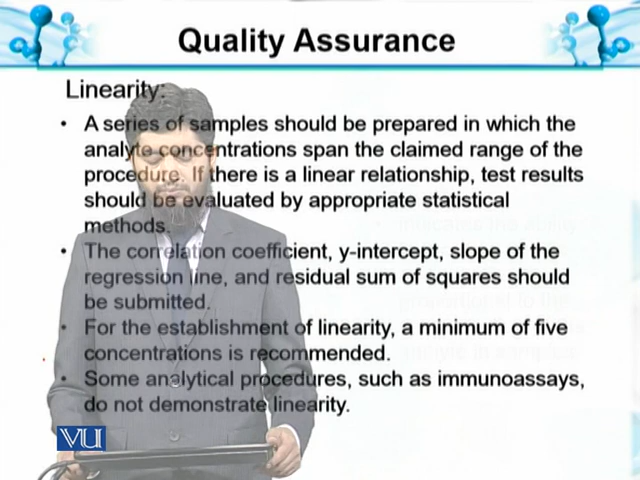 Quality Assurance
Linearity:
• A series of samples should be prepared in which the
analyte concentrations span the claimed range of the
procedure. If there is a linear relationship, test results
should be evaluated by appropriate statistical
methods.
• The correlation coefficient, y-intercept, slope of the
regression line, and residual sum of squares should
be submitted.
• For the establishment of linearity, a minimum of five
concentrations is recommended.
• Some analytical procedures, such as immunoassays,
do not demonstrate linearity.
VU